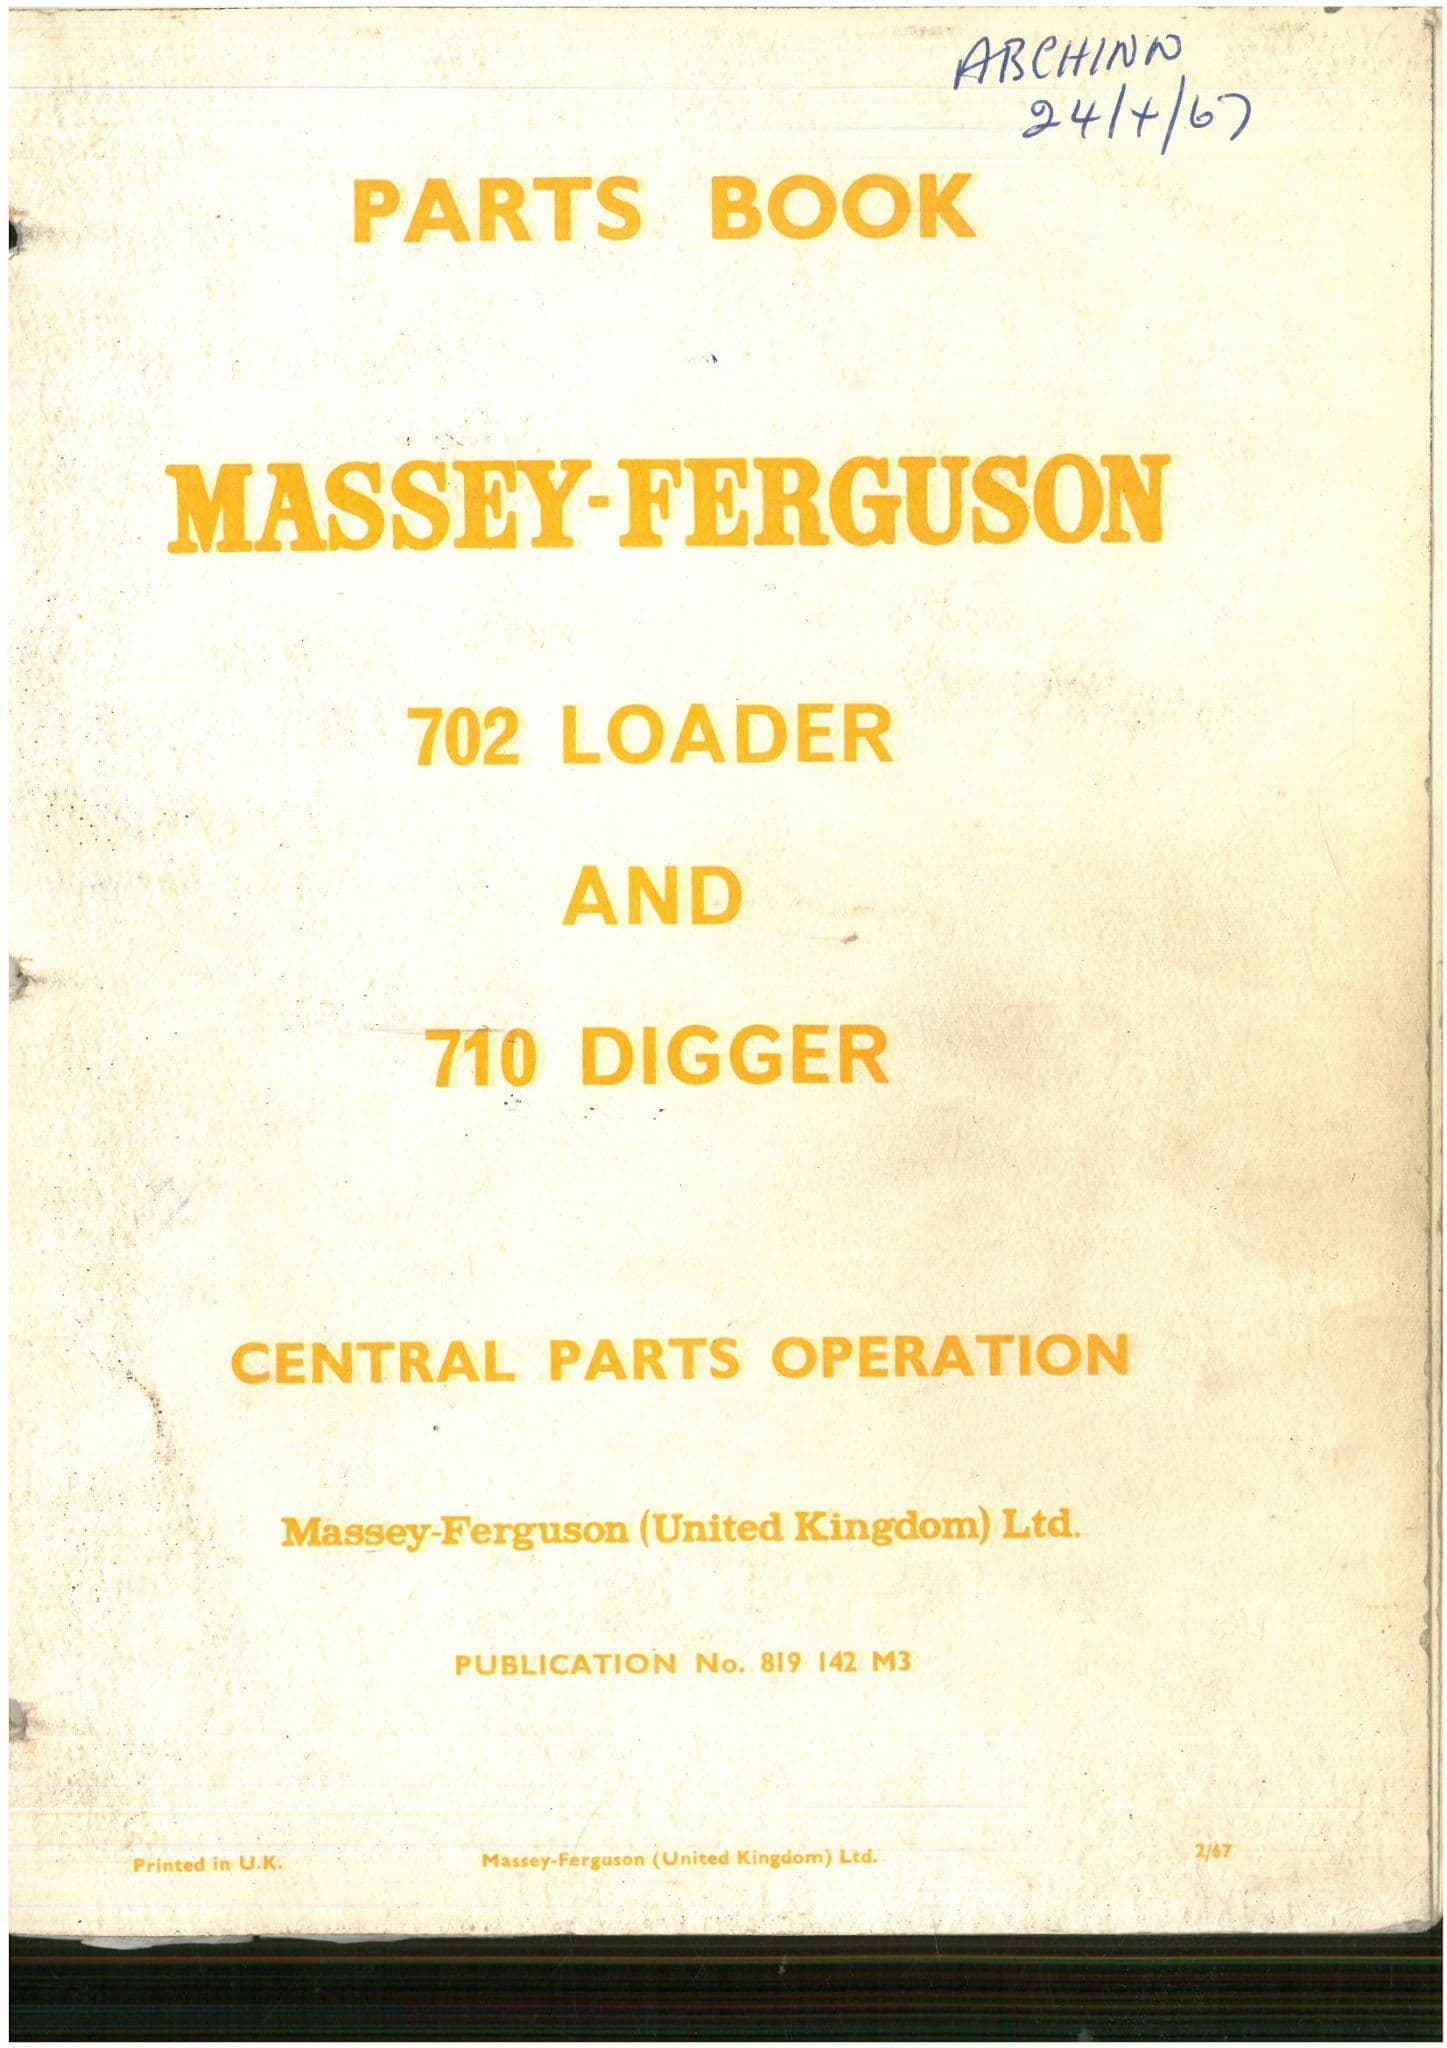 ABCHINN
24/X/67
PARTS BOOK
MASSEY-FERGUSON
702 LOADER
AND
710 DIGGER
CENTRAL PARTS OPERATION
Massey-Ferguson (United Kingdom) Ltd.
PUBLICATION No. 819 142 M3
Printed in U.K. Massey-Ferguson (United Kingdom) Ltd. 2/67